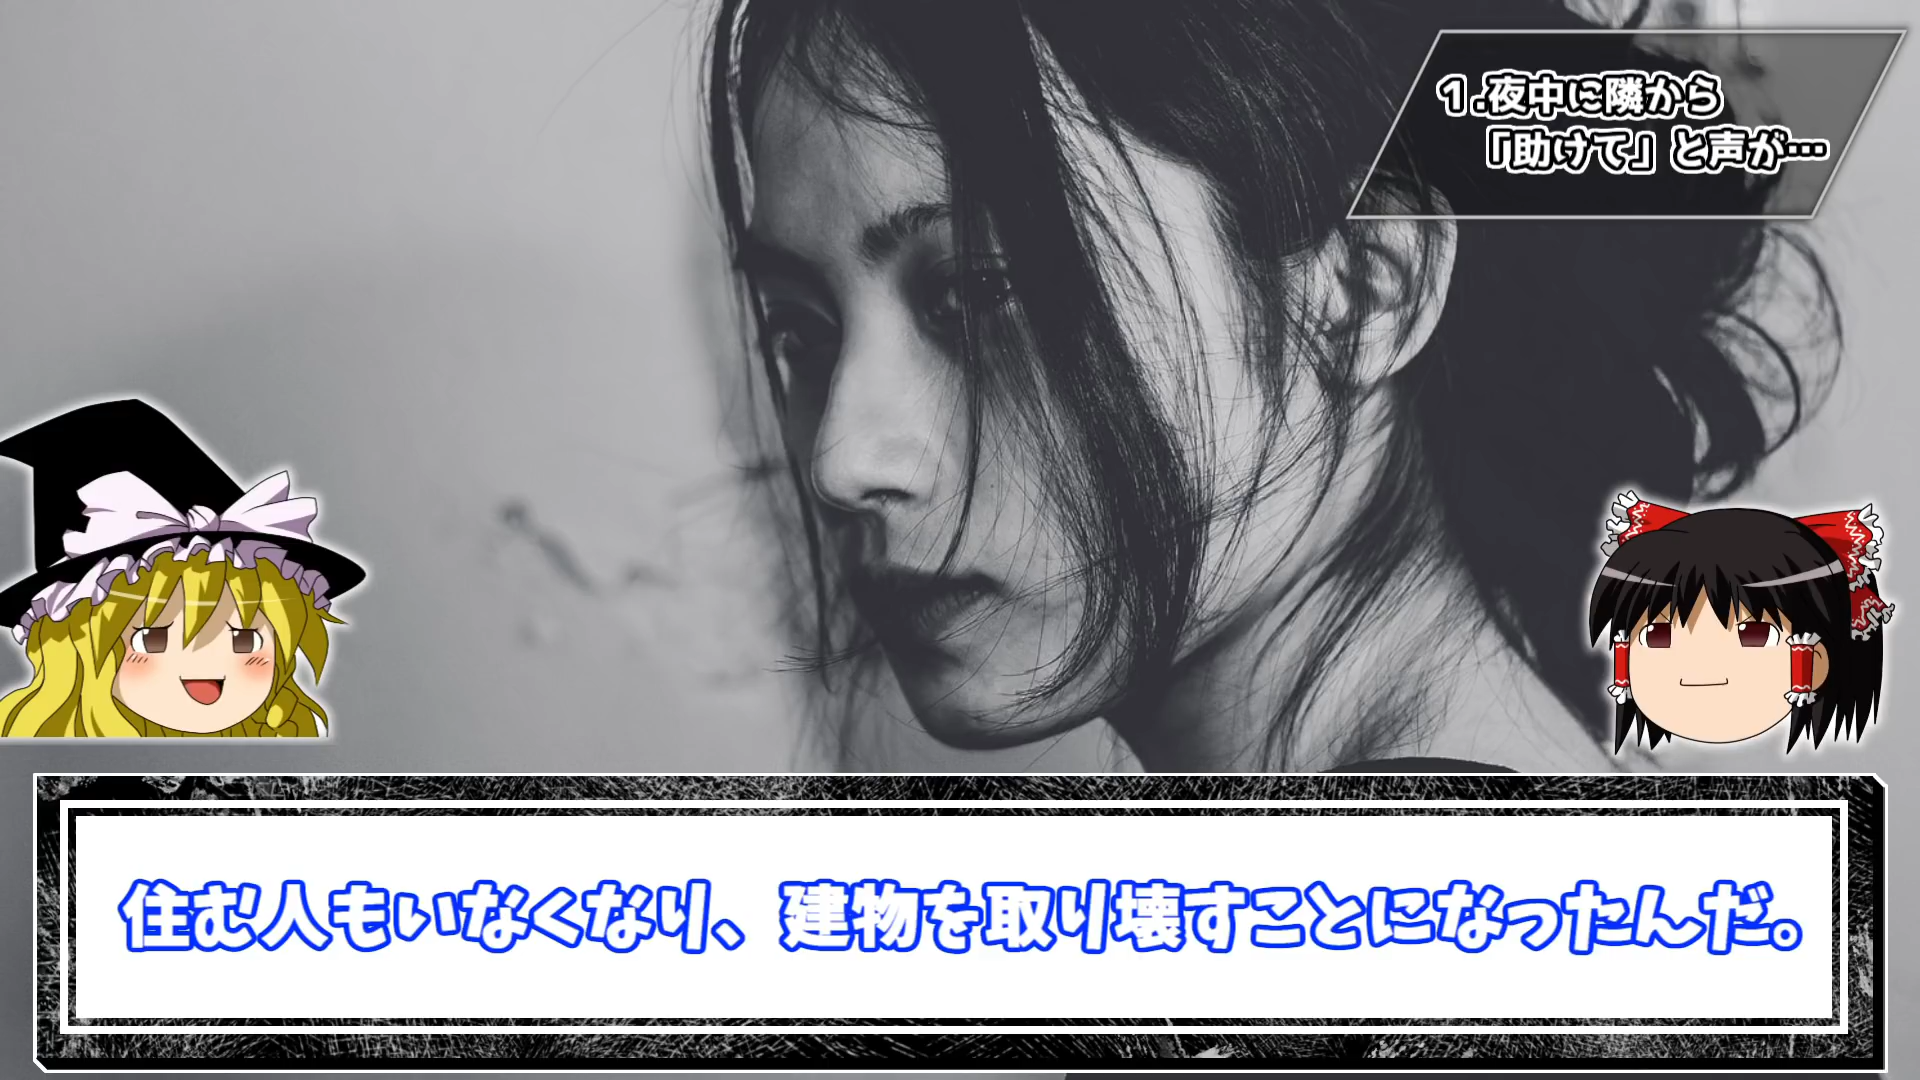 1.夜中に隣から
「助けて」と声が…
住む人もいなくなり、建物を取り壊すことになったんだ。